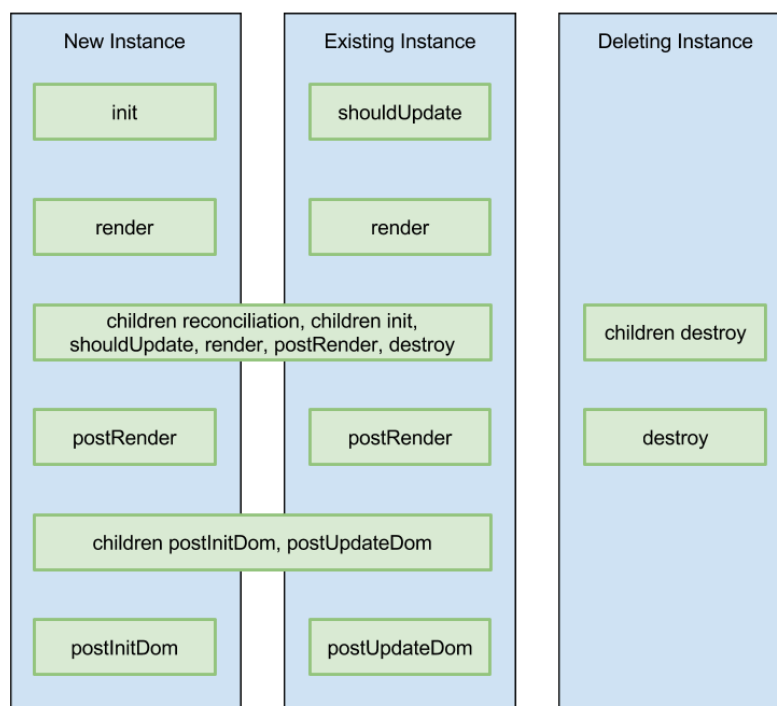 New Instance
Existing Instance
Deleting Instance
init
shouldUpdate
render
render
children reconciliation, children init,
shouldUpdate, render, postRender, destroy
children destroy
postRender
postRender
destroy
children postInitDom, postUpdateDom
postInitDom
postUpdateDom